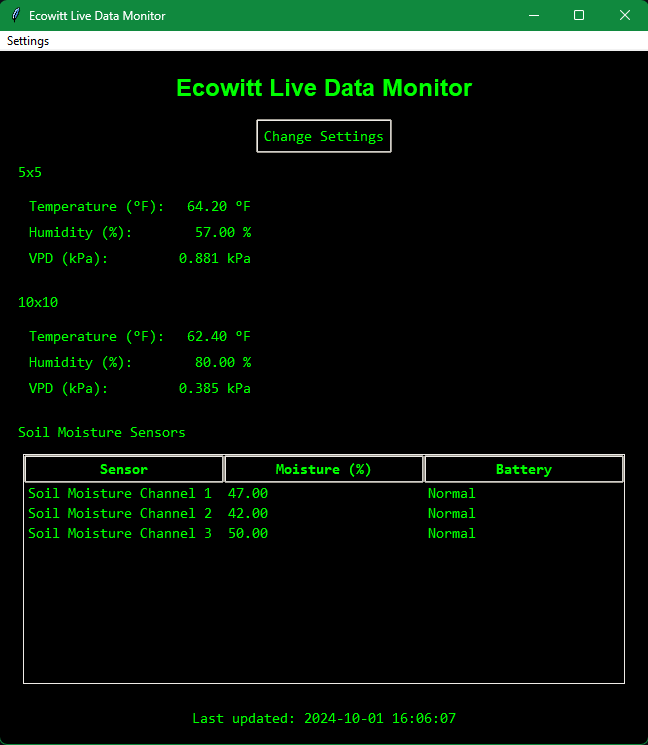 Ecowitt Live Data Monitor
Settings
Ecowitt Live Data Monitor
Change Settings
5x5
Temperature (°F): 64.20 °F
Humidity (%): 57.00 %
VPD (kPa): 0.881 kPa
10x10
Temperature (°F): 62.40 °F
Humidity (%): 80.00 %
VPD (kPa): 0.385 kPa
Soil Moisture Sensors
Sensor Moisture (%) Battery
Soil Moisture Channel 1 47.00 Normal
Soil Moisture Channel 2 42.00 Normal
Soil Moisture Channel 3 50.00 Normal
Last updated: 2024-10-01 16:06:07